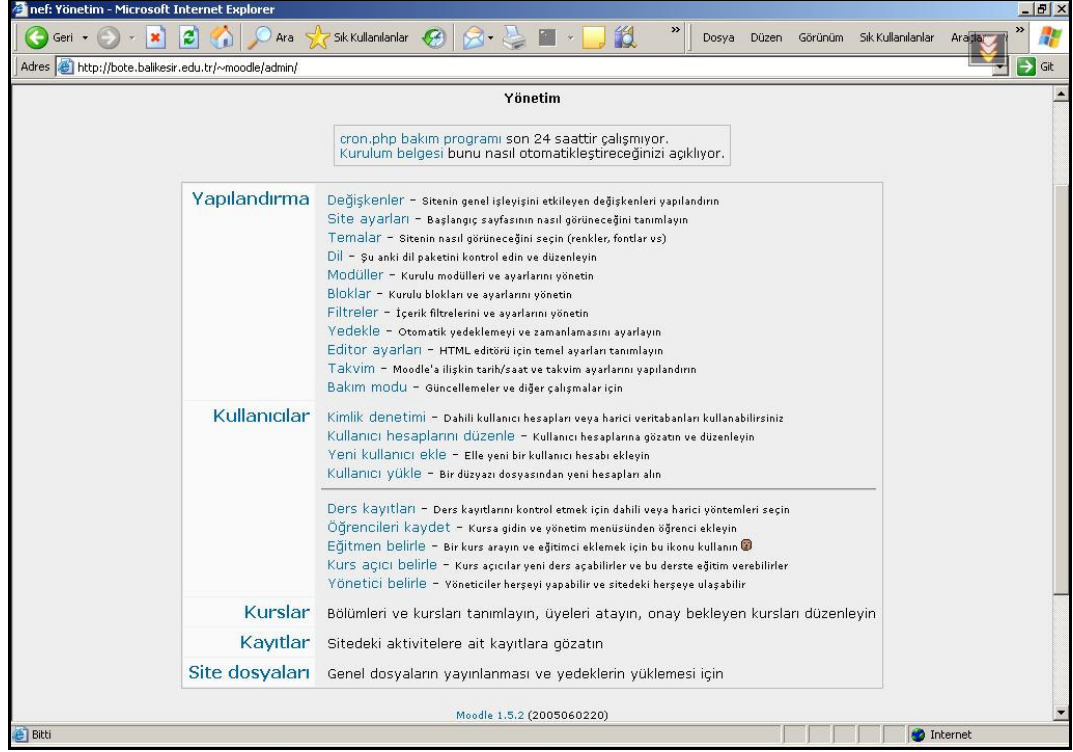 nef: Yönetim - Microsoft Internet Explorer
Geri Ara Sık Kullanılanlar » Dosya Düzen Görünüm Sık Kullanılanlar »
Adres http://bote.balikesir.edu.tr/~moodle/admin/ Git
Yönetim
cron.php bakım programı son 24 saattir çalışmıyor.
Kurulum belgesi bunu nasıl otomatikleştireceğinizi açıklıyor.
Yapılandırma Değişkenler - Sitenin genel işleyişini etkileyen değişkenleri yapılandırın
Site ayarları - Başlangıç sayfasının nasıl görüneceğini tanımlayın
Temalar - Sitenin nasıl görüneceğini seçin (renkler, fontlar vs)
Dil - Şu anki dil paketini kontrol edin ve düzenleyin
Modüller - Kurulu modülleri ve ayarlarını yönetin
Bloklar - Kurulu blokları ve ayarlarını yönetin
Filtreler - İçerik filtrelerini ve ayarlarını yönetin
Yedekle - Otomatik yedeklemeyi ve zamanlamasını ayarlayın
Editor ayarları - HTML editörü için temel ayarları tanımlayın
Takvim - Moodle'a ilişkin tarih/saat ve takvim ayarlarını yapılandırın
Bakım modu - Güncellemeler ve diğer çalışmalar için
Kullanıcılar Kimlik denetimi - Dahili kullanıcı hesapları veya harici veritabanları kullanabilirsiniz
Kullanıcı hesaplarını düzenle - Kullanıcı hesaplarına gözatın ve düzenleyin
Yeni kullanıcı ekle - Elle yeni bir kullanıcı hesabı ekleyin
Kullanıcı yükle - Bir düzyazı dosyasından yeni hesapları alın
Ders kayıtları - Ders kayıtlarını kontrol etmek için dahili veya harici yöntemleri seçin
Öğrencileri kaydet - Kursa gidin ve yönetim menüsünden öğrenci ekleyin
Eğitmen belirle - Bir kurs arayın ve eğitimci eklemek için bu ikonu kullanın
Kurs açıcı belirle - Kurs açıcılar yeni ders açabilirler ve bu derste eğitim verebilirler
Yönetici belirle - Yöneticiler herşeyi yapabilir ve sitedeki herşeye ulaşabilir
Kurslar Bölümleri ve kursları tanımlayın, üyeleri atayın, onay bekleyen kursları düzenleyin
Kayıtlar Sitedeki aktivitelere ait kayıtlara gözatın
Site dosyaları Genel dosyaların yayınlanması ve yedeklerin yüklemesi için
Moodle 1.5.2 (2005060220)
Bitti Internet